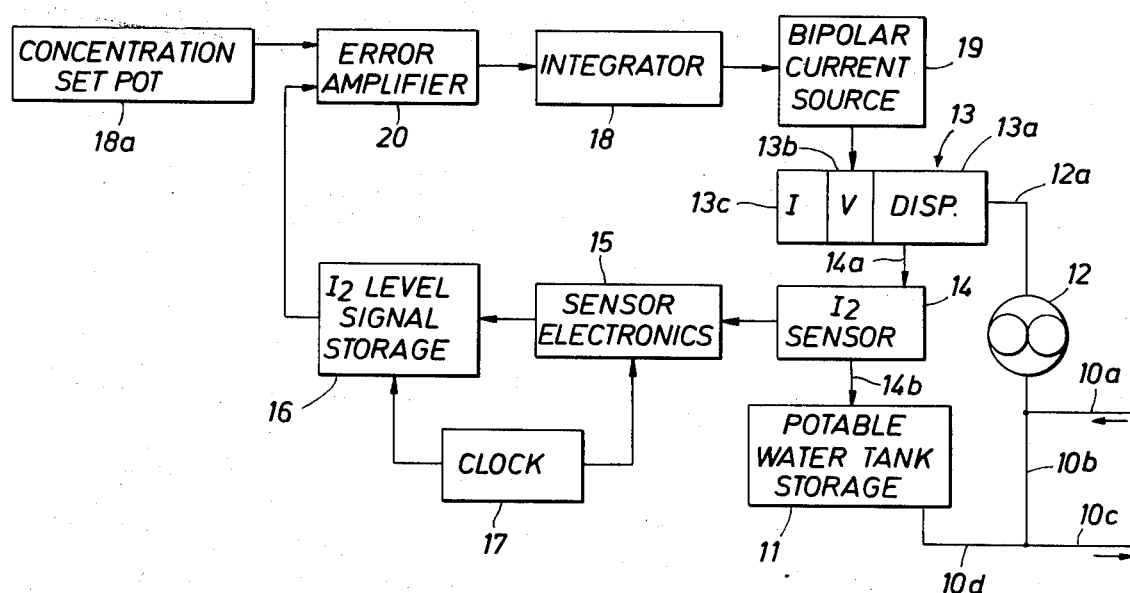 CONCENTRATION
SET POT
18a
ERROR
AMPLIFIER
20
INTEGRATOR
18
BIPOLAR
CURRENT
SOURCE
19
13b
13
13a
13c
I
V
DISP.
12a
14a
12
I2 LEVEL
SIGNAL
STORAGE
16
15
SENSOR
ELECTRONICS
I2
SENSOR
14
14b
10a
CLOCK
17
POTABLE
WATER TANK
STORAGE
11
10b
10c
10d